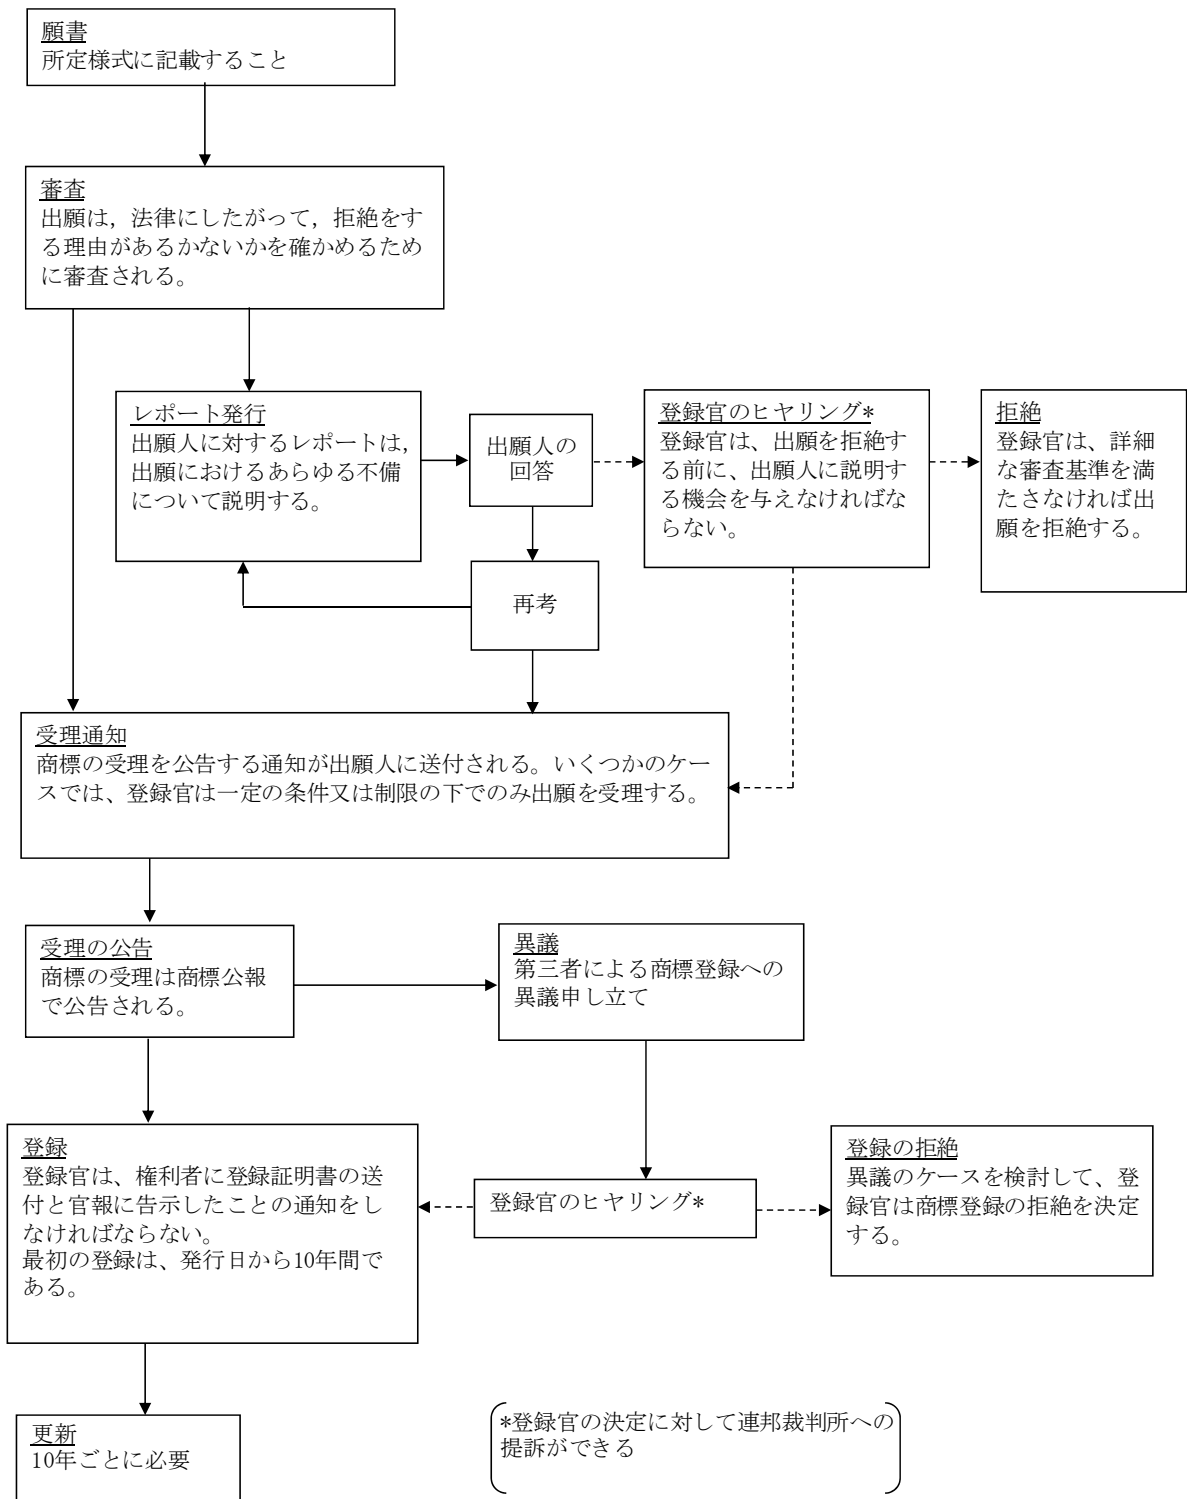 願書
所定様式に記載すること
審査
出願は，法律にしたがって，拒絶をす
る理由があるかないかを確かめるため
に審査される。
レポート発行
出願人に対するレポートは，
出願におけるあらゆる不備
について説明する。
出願人の
回答
登録官のヒヤリング*
登録官は、出願を拒絶す
る前に、出願人に説明す
る機会を与えなければな
らない。
拒絶
登録官は、詳細
な審査基準を満
たさなければ出
願を拒絶する。
再考
受理通知
商標の受理を公告する通知が出願人に送付される。いくつかのケー
スでは、登録官は一定の条件又は制限の下でのみ出願を受理する。
受理の公告
商標の受理は商標公報
で公告される。
異議
第三者による商標登録への
異議申し立て
登録
登録官は、権利者に登録証明書の送
付と官報に告示したことの通知をし
なければならない。
最初の登録は、発行日から10年間で
ある。
登録官のヒヤリング*
登録の拒絶
異議のケースを検討して、登
録官は商標登録の拒絶を決定
する。
更新
10年ごとに必要
*登録官の決定に対して連邦裁判所への
提訴ができる